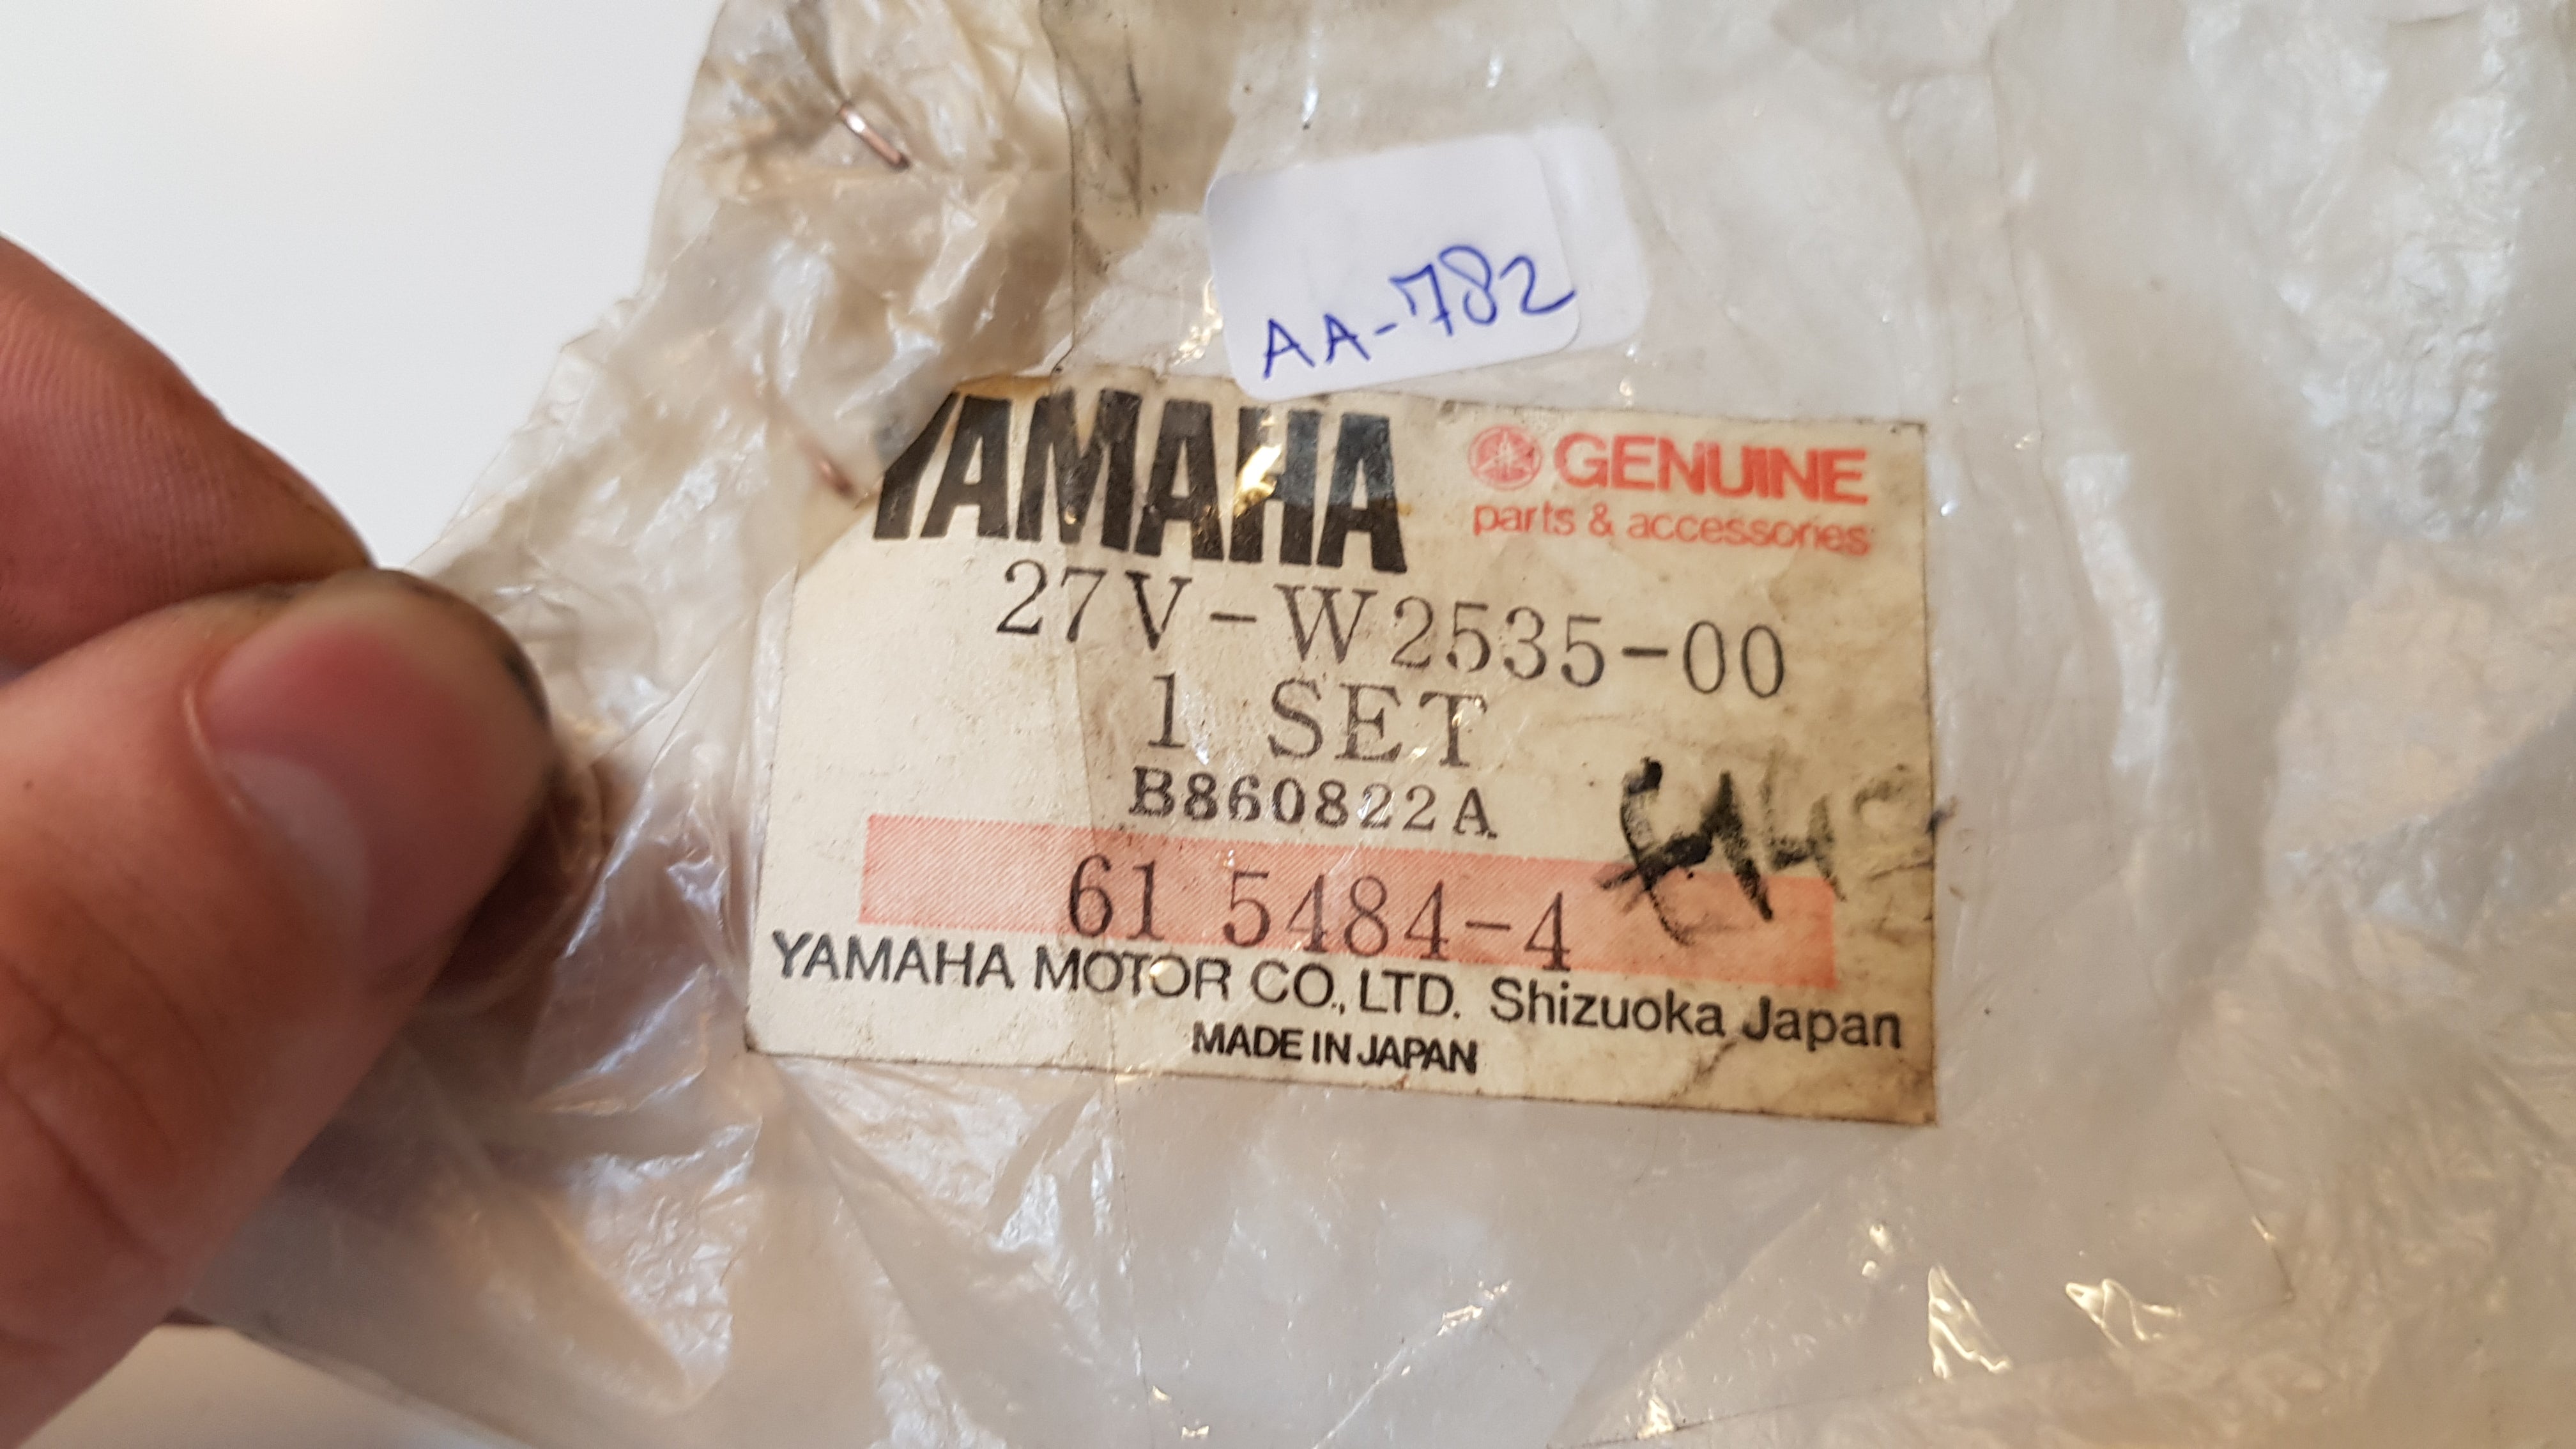 AA-782
YAMAHA
GENUINE
parts & accessories
27V-W2535-00
1 SET
B860822A
61 5484-4
YAMAHA MOTOR CO., LTD. Shizuoka Japan
MADE IN JAPAN